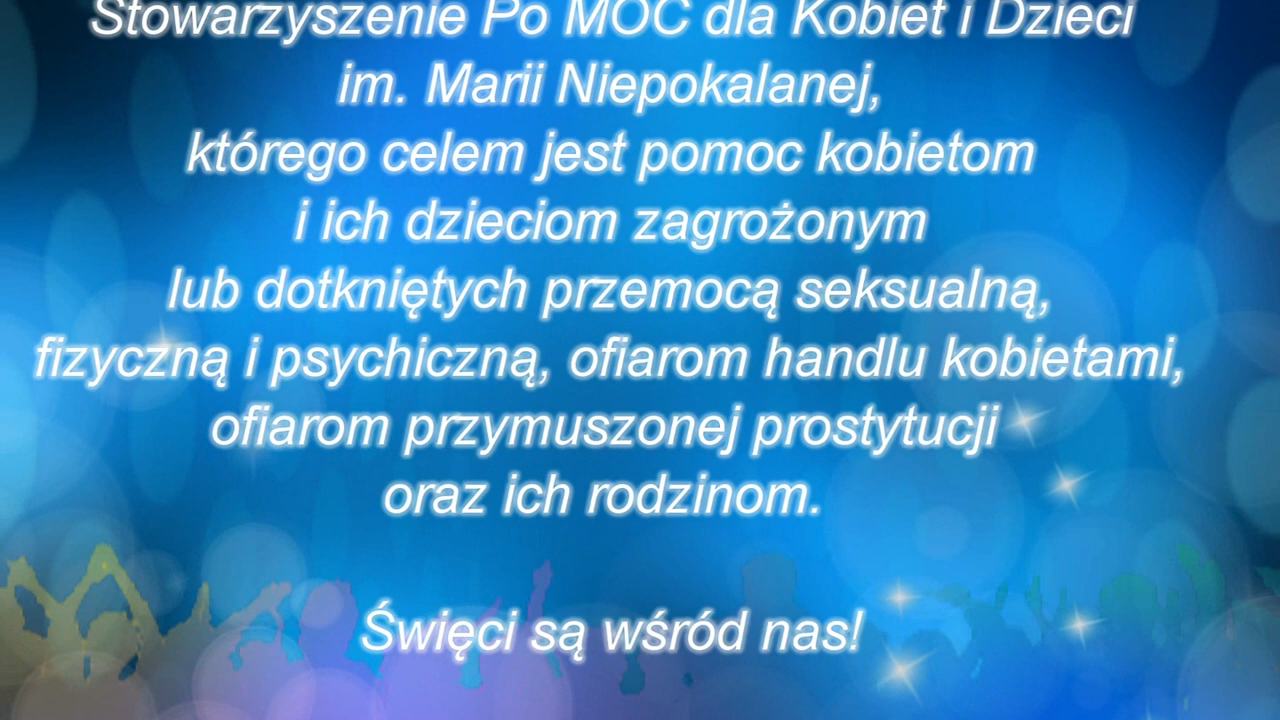 Stowarzyszenie Po MOC dla Kobiet i Dzieci
im. Marii Niepokalanej,
którego celem jest pomoc kobietom
i ich dzieciom zagrożonym
lub dotkniętych przemocą seksualną,
fizyczną i psychiczną, ofiarom handlu kobietami,
ofiarom przymuszonej prostytucji
oraz ich rodzinom.
Święci są wśród nas!